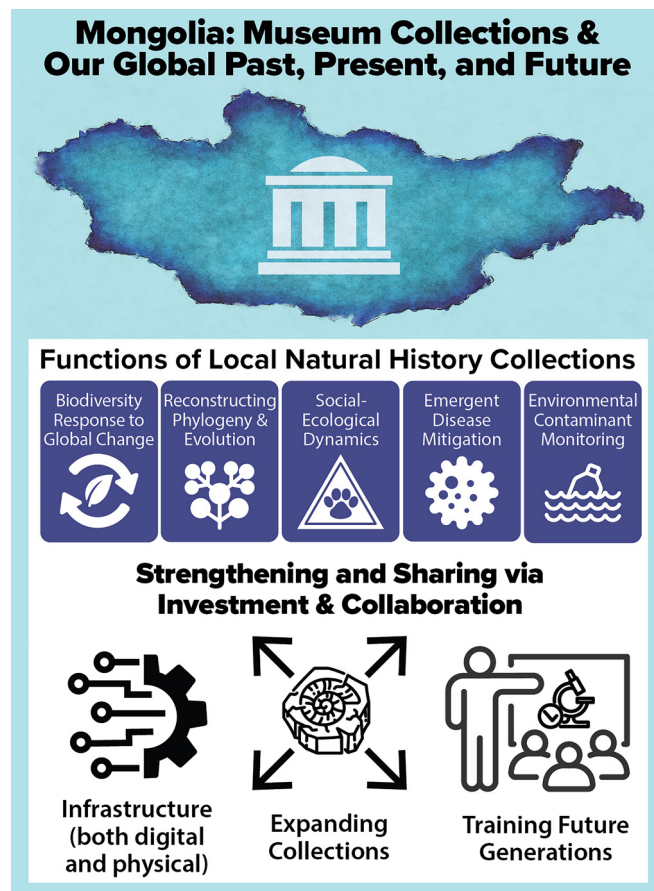 Mongolia: Museum Collections &
Our Global Past, Present, and Future
Functions of Local Natural History Collections
Biodiversity
Response to
Global Change
Reconstructing
Phylogeny &
Evolution
Social-
Ecological
Dynamics
Emergent
Disease
Mitigation
Environmental
Contaminant
Monitoring
Strengthening and Sharing via
Investment & Collaboration
Infrastructure
(both digital
and physical)
Expanding
Collections
Training Future
Generations